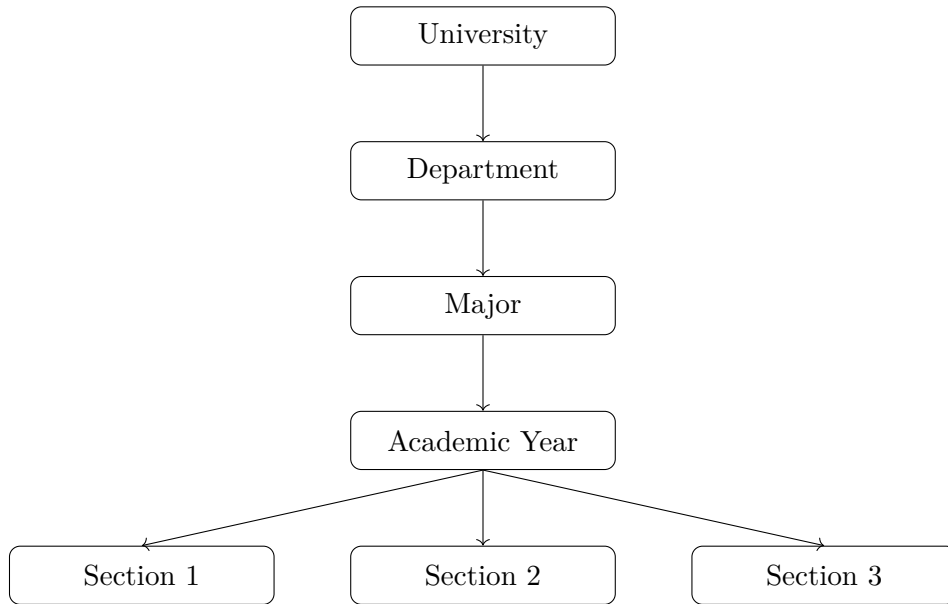 University
Department
Major
Academic Year
Section 1
Section 2
Section 3